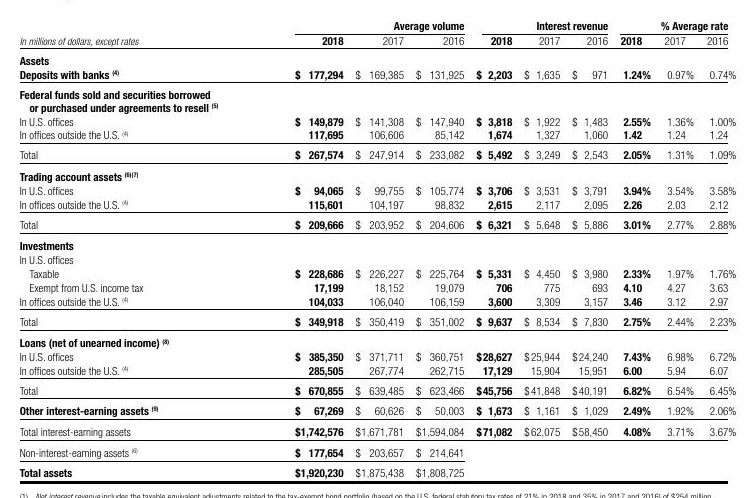 Average volume Interest revenue % Average rate
In millions of dollars, except rates 2018 2017 2016 2018 2017 2016 2018 2017 2016
Assets
Deposits with banks (4) $ 177,294 $ 169,385 $ 131,925 $ 2,203 $ 1,635 $ 971 1.24% 0.97% 0.74%
Federal funds sold and securities borrowed
or purchased under agreements to resell (5)
In U.S. offices $ 149,879 $ 141,308 $ 147,940 $ 3,818 $ 1,922 $ 1,483 2.55% 1.36% 1.00%
In offices outside the U.S. (4) 117,695 106,606 85,142 1,674 1,327 1,060 1.42 1.24 1.24
Total $ 267,574 $ 247,914 $ 233,082 $ 5,492 $ 3,249 $ 2,543 2.05% 1.31% 1.09%
Trading account assets (6)(7)
In U.S. offices $ 94,065 $ 99,755 $ 105,774 $ 3,706 $ 3,531 $ 3,791 3.94% 3.54% 3.58%
In offices outside the U.S. (4) 115,601 104,197 98,832 2,615 2,117 2,095 2.26 2.03 2.12
Total $ 209,666 $ 203,952 $ 204,606 $ 6,321 $ 5,648 $ 5,886 3.01% 2.77% 2.88%
Investments
In U.S. offices
Taxable $ 228,686 $ 226,227 $ 225,764 $ 5,331 $ 4,450 $ 3,980 2.33% 1.97% 1.76%
Exempt from U.S. income tax 17,199 18,152 19,079 706 775 693 4.10 4.27 3.63
In offices outside the U.S. (4) 104,033 106,040 106,159 3,600 3,309 3,157 3.46 3.12 2.97
Total $ 349,918 $ 350,419 $ 351,002 $ 9,637 $ 8,534 $ 7,830 2.75% 2.44% 2.23%
Loans (net of unearned income) (8)
In U.S. offices $ 385,350 $ 371,711 $ 360,751 $28,627 $25,944 $24,240 7.43% 6.98% 6.72%
In offices outside the U.S. (4) 285,505 267,774 262,715 17,129 15,904 15,951 6.00 5.94 6.07
Total $ 670,855 $ 639,485 $ 623,466 $45,756 $41,848 $40,191 6.82% 6.54% 6.45%
Other interest-earning assets (9) $ 67,269 $ 60,626 $ 50,003 $ 1,673 $ 1,161 $ 1,029 2.49% 1.92% 2.06%
Total interest-earning assets $1,742,576 $1,671,781 $1,594,084 $71,082 $62,075 $58,450 4.08% 3.71% 3.67%
Non-interest-earning assets (6) $ 177,654 $ 203,657 $ 214,641
Total assets $1,920,230 $1,875,438 $1,808,725
(1) Net interest revenue includes the taxable equivalent adjustments related to the tax-exempt bond portfolio (based on the U.S. federal statutory tax rates of 21% in 2018 and 35% in 2017 and 2016) of $254 million,